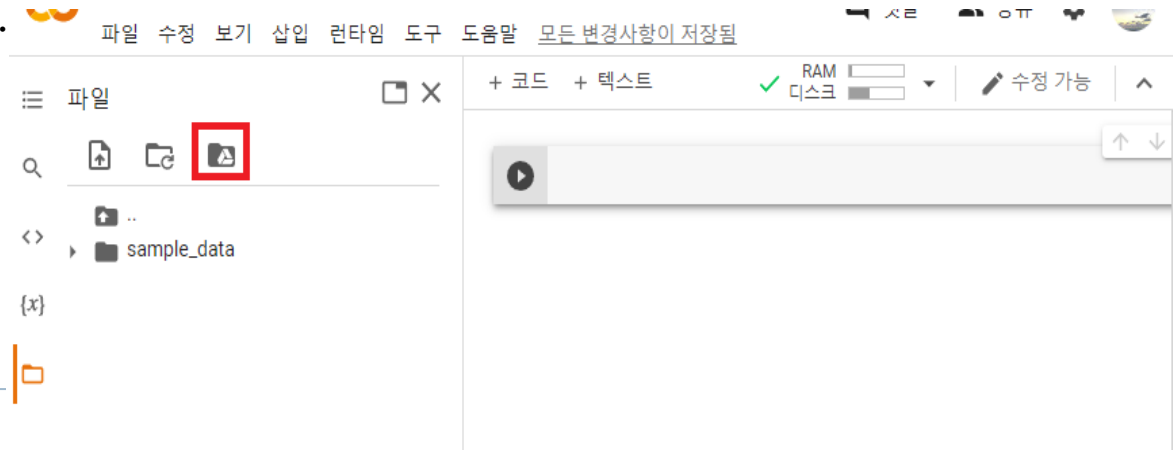 파일 수정 보기 삽입 런타임 도구 도움말 모든 변경사항이 저장됨
파일
+ 코드 + 텍스트
RAM
디스크
수정 가능
..
sample_data
<>
{x}